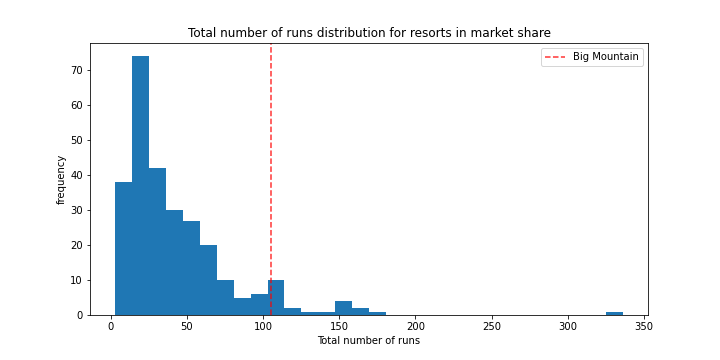 Total number of runs distribution for resorts in market share
Big Mountain
frequency
70
60
50
40
30
20
10
0
0 50 100 150 200 250 300 350
Total number of runs